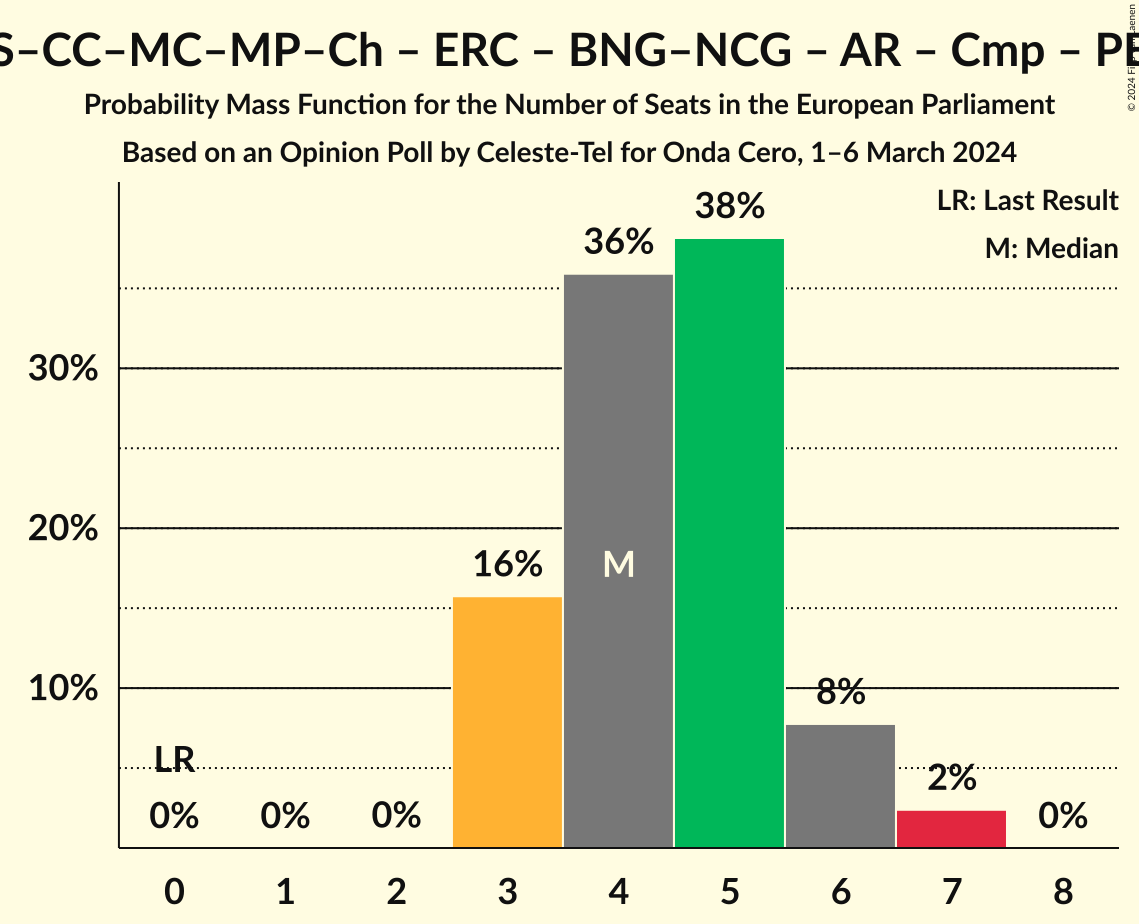 S–CC–MC–MP–Ch – ERC – BNG–NCG – AR – Cmp –
Probability Mass Function for the Number of Seats in the European Parliament
Based on an Opinion Poll by Celeste-Tel for Onda Cero, 1–6 March 2024
© 2024
LR: Last Result
M: Median
38%
36%
30%
20%
16%
M
10%
8%
LR
2%
0% 0% 0% 0%
0 1 2 3 4 5 6 7 8